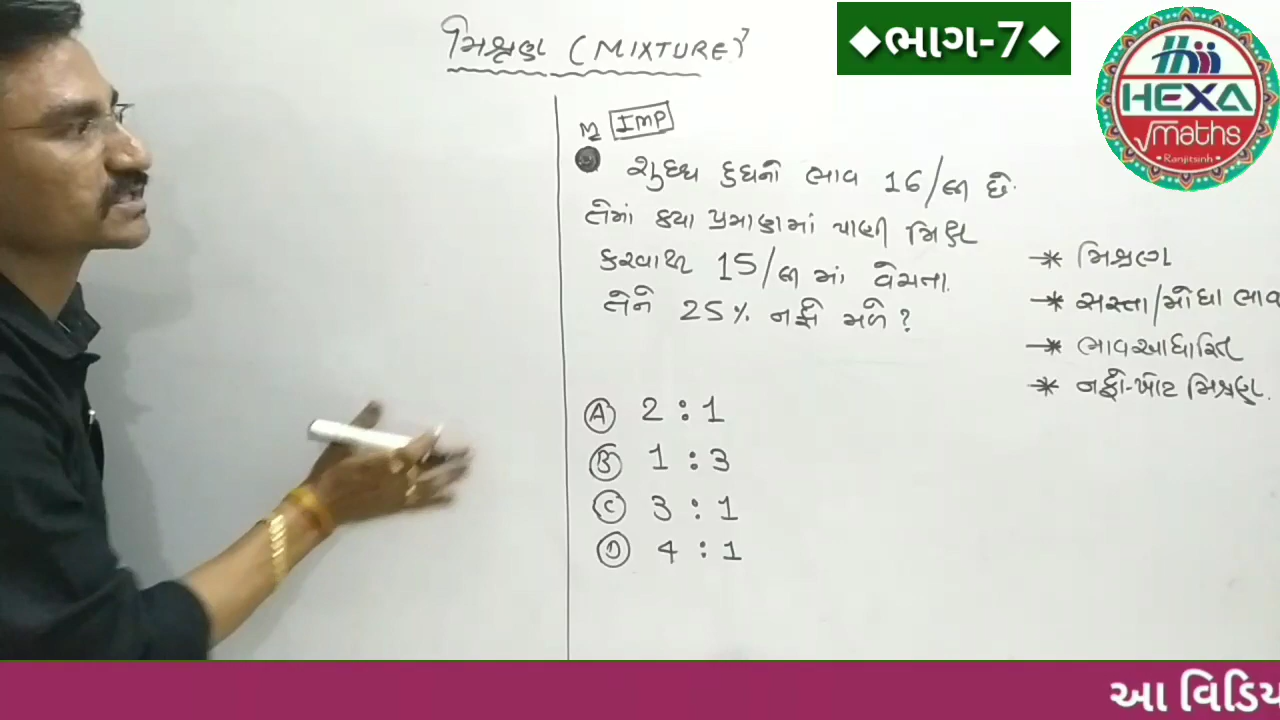 મિશ્રણ (MIXTURE)
◆ભાગ-7◆
HEXA
maths
Ranjitsinh
M IMP
શુધ્ધ દુધનો ભાવ 16/લી છે.
તેમાં કયા પ્રમાણમાં પાણી મિક્ષ
કરવાથી 15/લી માં વેચતા
તેને 25% નફો મળે?
A 2 : 1
B 1 : 3
C 3 : 1
D 4 : 1
→* મિશ્રણ
→* સસ્તા/મોંઘા ભાવ
→* ભાવઆધારિત
→* નફો-ખોટ મિશ્રણ.
આ વિડિય